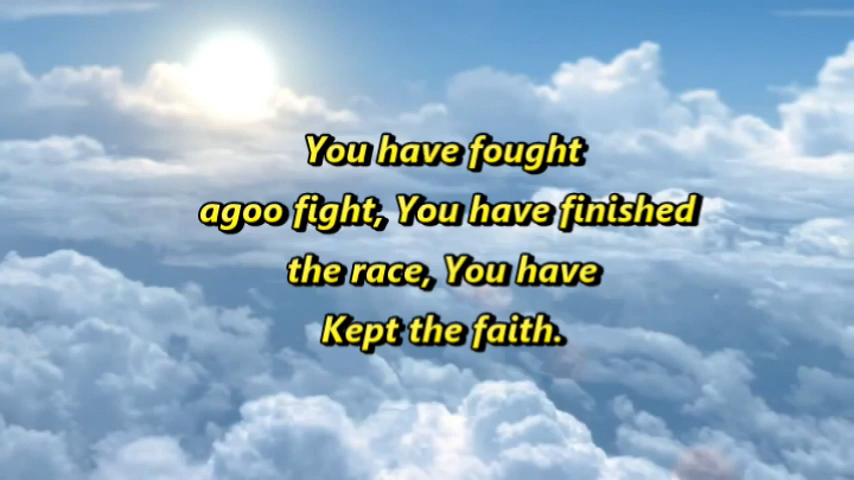 You have fought
agoo fight, You have finished
the race, You have
Kept the faith.